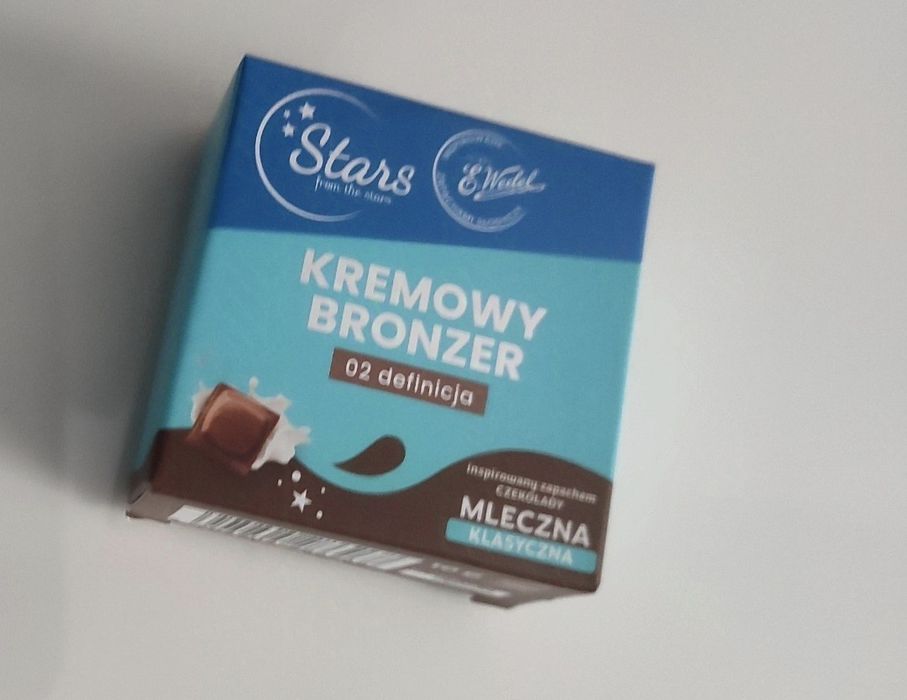 Stars
from the stars
E.Wedel
KREMOWY
BRONZER
02 definicja
inspirowany zapachem
CZEKOLADY
MLECZNA
KLASYCZNA